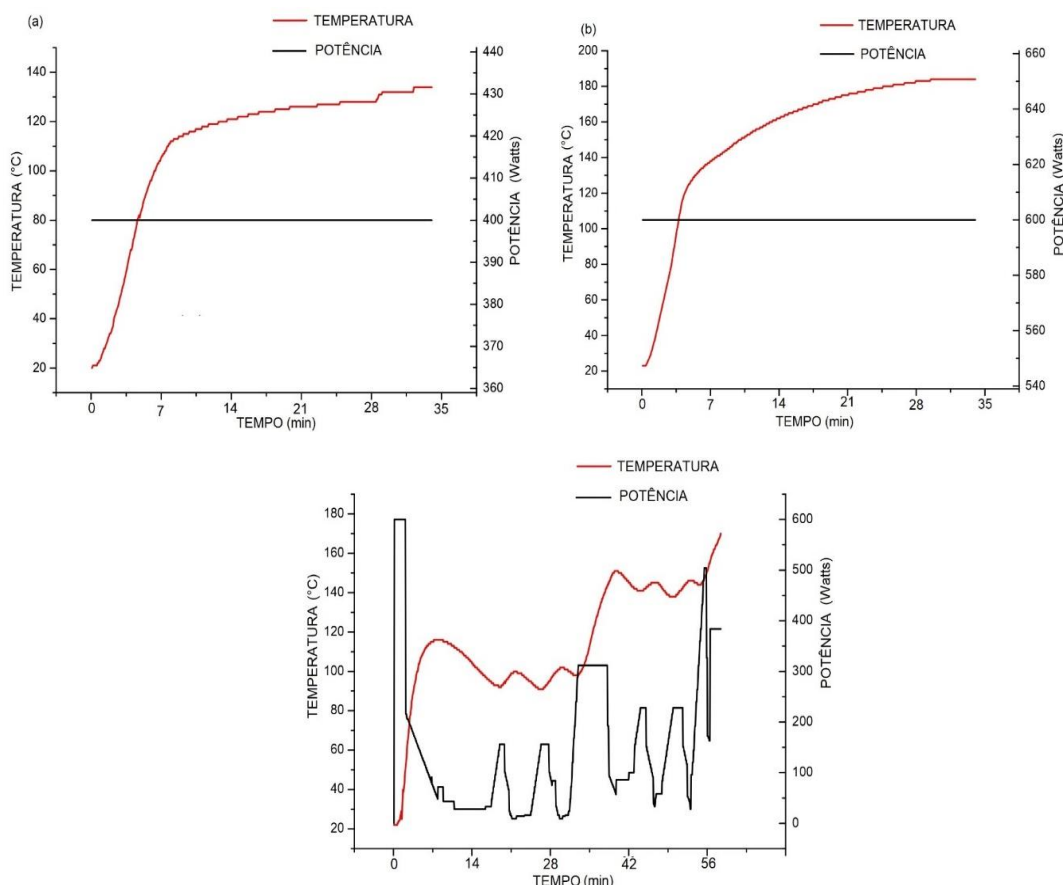 (a)
TEMPERATURA
POTÊNCIA
TEMPERATURA (°C)
140
120
100
80
60
40
20
POTÊNCIA (Watts)
440
430
420
410
400
390
380
370
360
0 7 14 21 28 35
TEMPO (min)
(b)
TEMPERATURA
POTÊNCIA
TEMPERATURA (°C)
200
180
160
140
120
100
80
60
40
20
POTÊNCIA (Watts)
660
640
620
600
580
560
540
0 7 14 21 28 35
TEMPO (min)
TEMPERATURA
POTÊNCIA
TEMPERATURA (°C)
180
160
140
120
100
80
60
40
20
POTÊNCIA (Watts)
600
500
400
300
200
100
0
0 14 28 42 56
TEMPO (min)